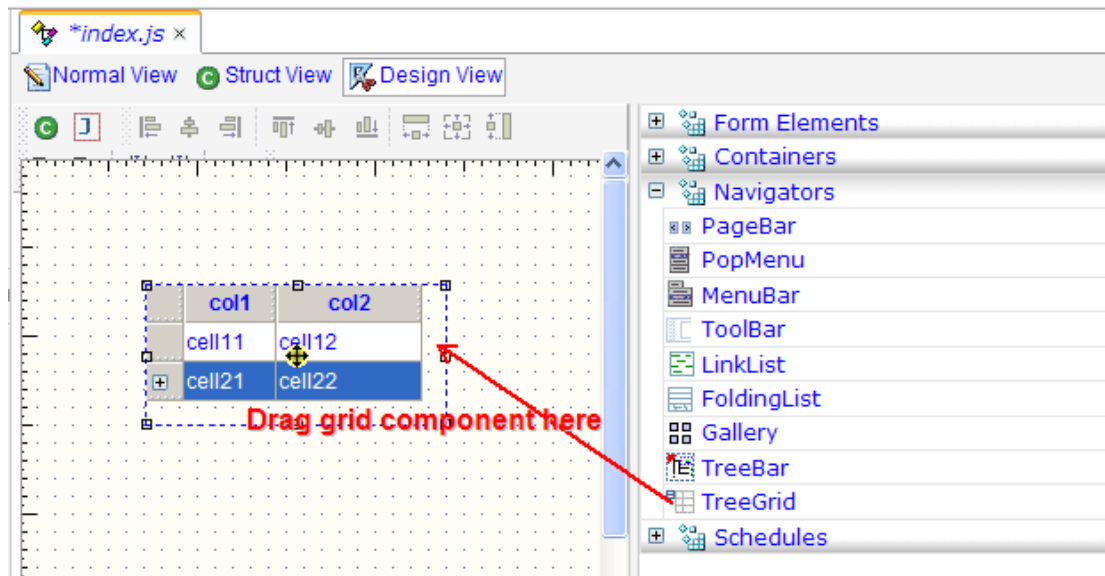 *index.js ×
Normal View Struct View Design View
Form Elements
Containers
Navigators
PageBar
PopMenu
MenuBar
ToolBar
LinkList
FoldingList
Gallery
TreeBar
TreeGrid
Schedules
col1 col2
cell11 cell12
cell21 cell22
Drag grid component here